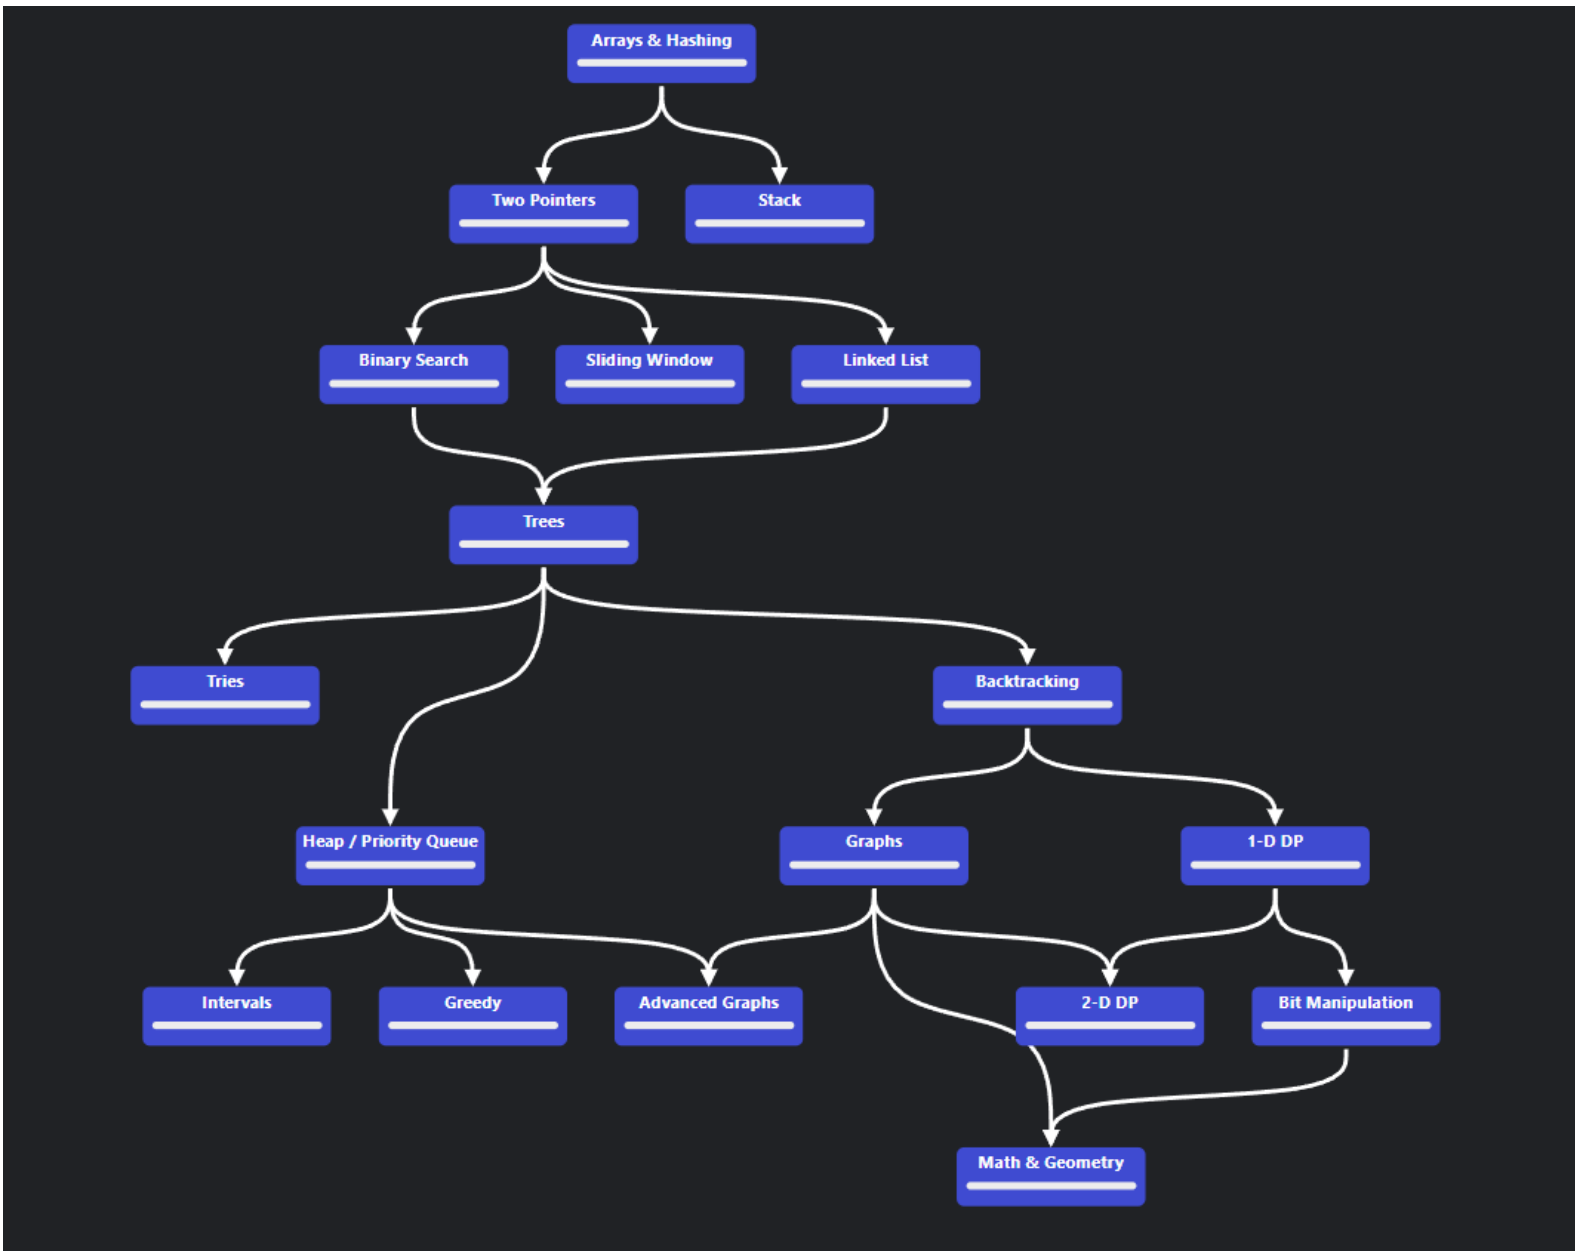 Arrays & Hashing
Two Pointers
Stack
Binary Search
Sliding Window
Linked List
Trees
Tries
Backtracking
Heap / Priority Queue
Graphs
1-D DP
Intervals
Greedy
Advanced Graphs
2-D DP
Bit Manipulation
Math & Geometry